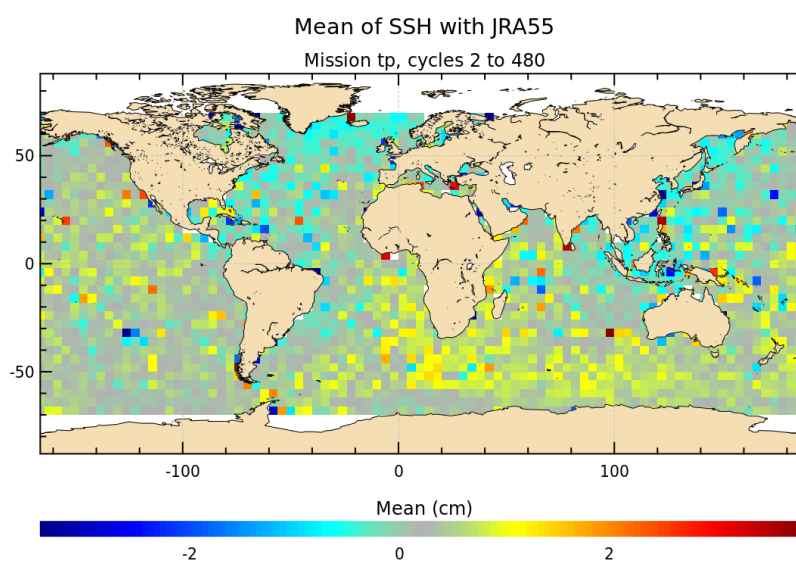 Mean of SSH with JRA55
Mission tp, cycles 2 to 480
50
0
-50
-100 0 100
Mean (cm)
-2 0 2